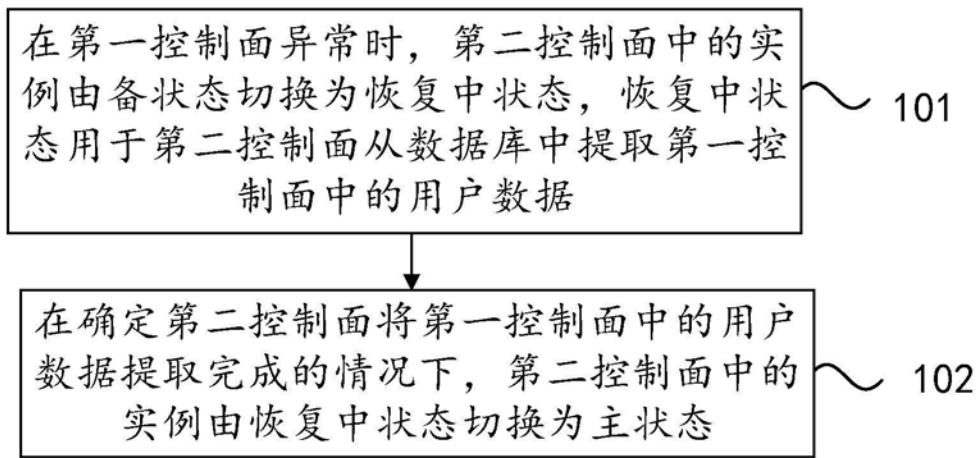 在第一控制面异常时，第二控制面中的实
例由备状态切换为恢复中状态，恢复中状
态用于第二控制面从数据库中提取第一控
制面中的用户数据
101
在确定第二控制面将第一控制面中的用户
数据提取完成的情况下，第二控制面中的
实例由恢复中状态切换为主状态
102